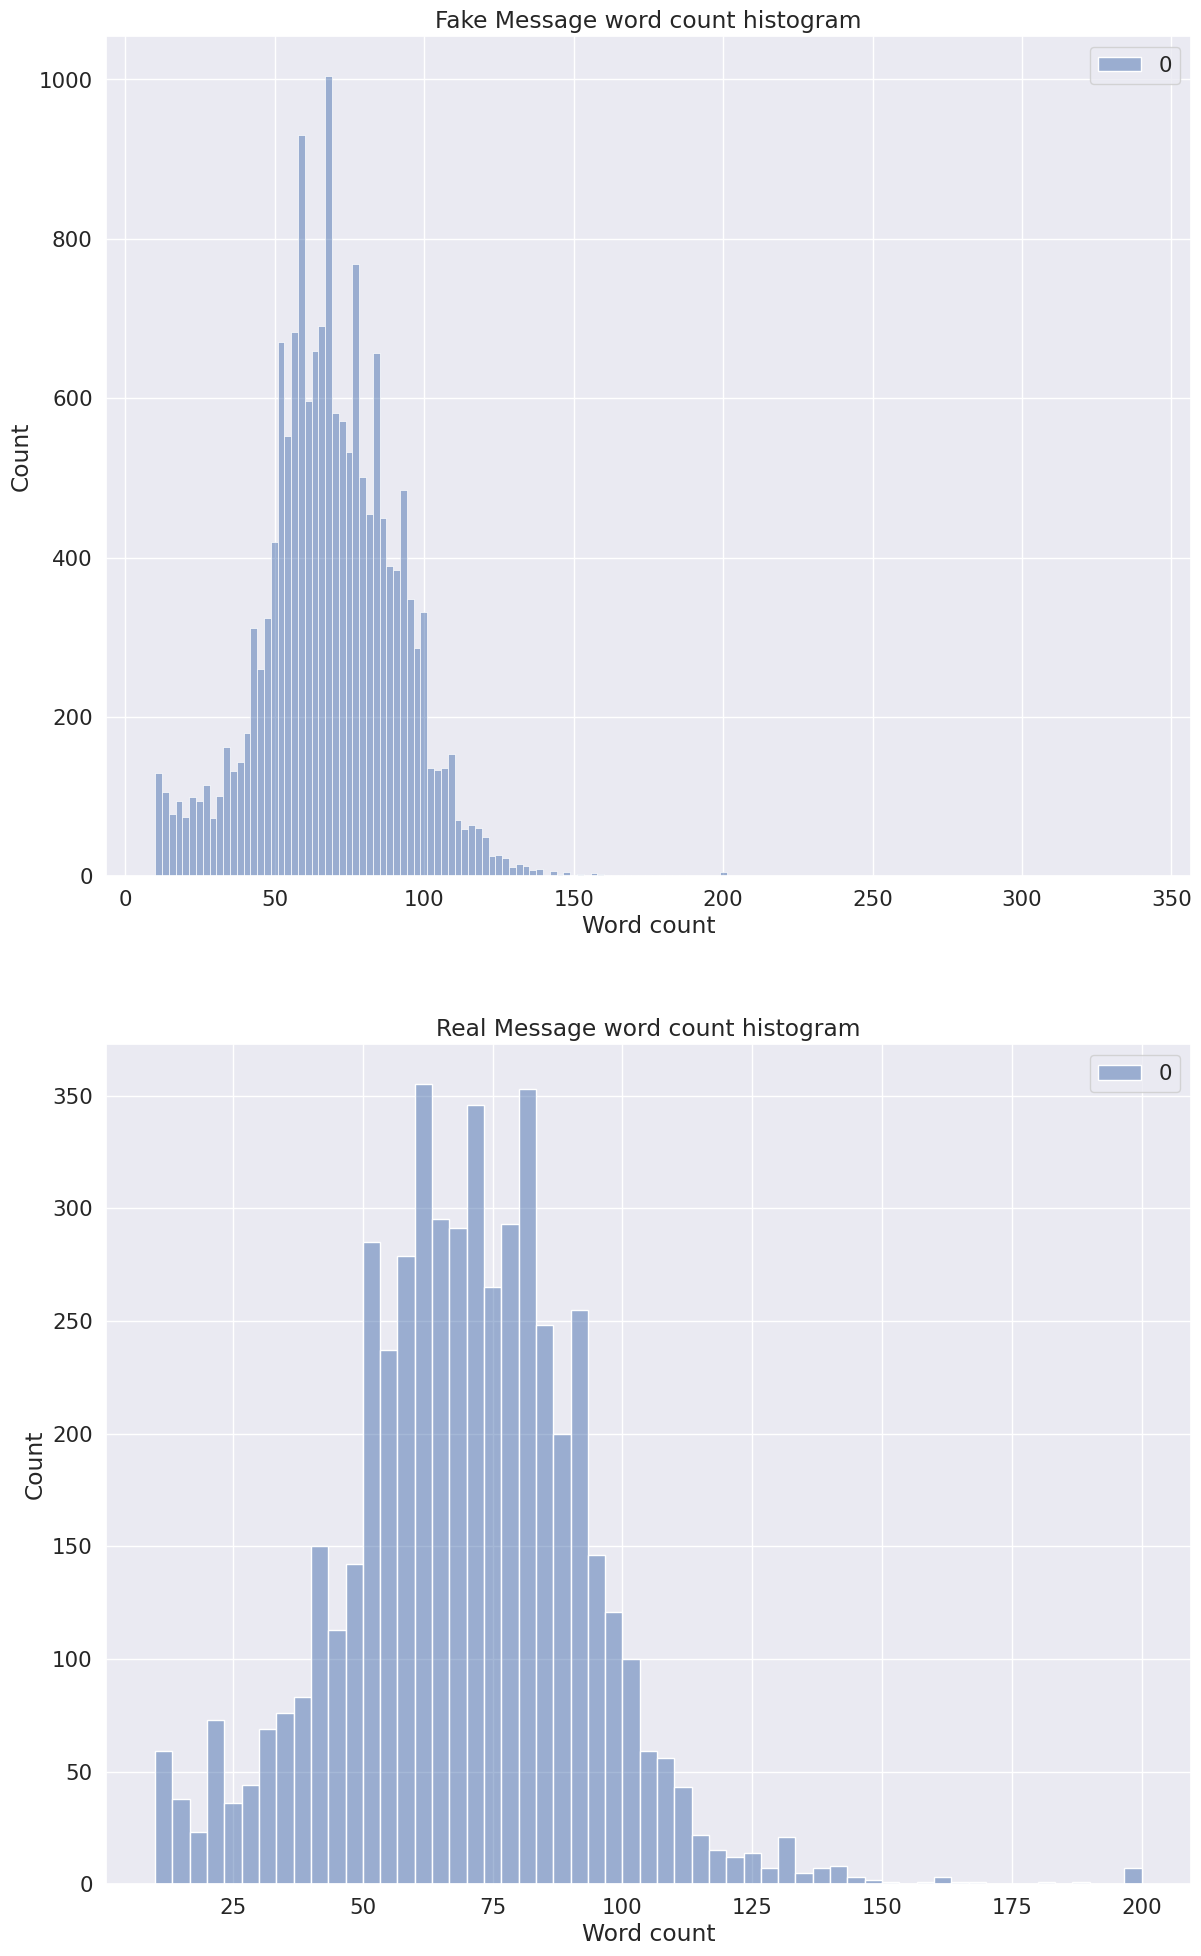 Fake Message word count histogram
0
1000
800
600
400
200
0
Count
0 50 100 150 200 250 300 350
Word count
Real Message word count histogram
0
350
300
250
200
150
100
50
0
Count
25 50 75 100 125 150 175 200
Word count